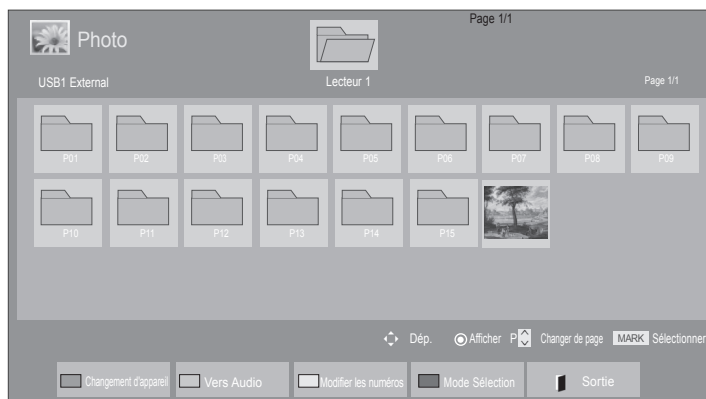 Page 1/1
Photo
USB1 External Lecteur 1 Page 1/1
P01 P02 P03 P04 P05 P06 P07 P08 P09
P10 P11 P12 P13 P14 P15
Dép. Afficher P Changer de page MARK Sélectionner
Changement d'appareil Vers Audio Modifier les numéros Mode Sélection Sortie